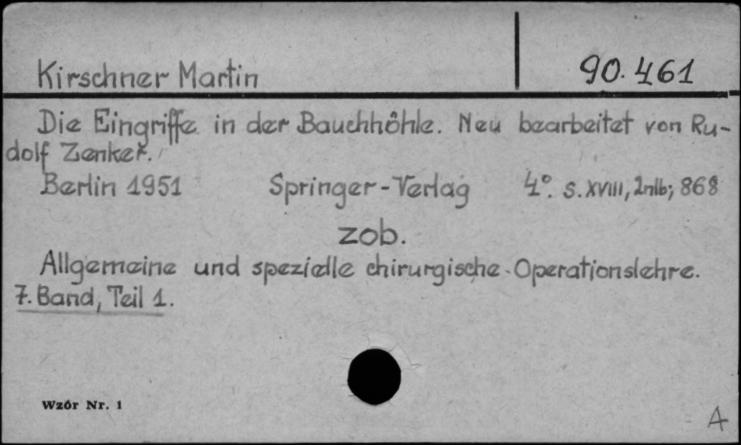 Kirschner Martin
90.461
Die Eingriffe in der Bauchhöhle. Neu bearbeitet von Ru-
dolf Zenker.
Berlin 1951 Springer-Verlag 4°. S. XVIII, 2nlb; 868
zob.
Allgemeine und spezielle chirurgische Operationslehre.
7. Band, Teil 1.
Wzór Nr. 1
A